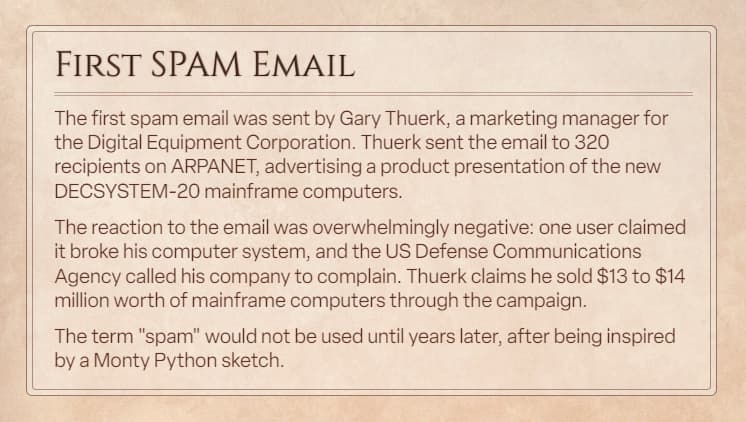 First SPAM Email
The first spam email was sent by Gary Thuerk, a marketing manager for
the Digital Equipment Corporation. Thuerk sent the email to 320
recipients on ARPANET, advertising a product presentation of the new
DECSYSTEM-20 mainframe computers.
The reaction to the email was overwhelmingly negative: one user claimed
it broke his computer system, and the US Defense Communications
Agency called his company to complain. Thuerk claims he sold $13 to $14
million worth of mainframe computers through the campaign.
The term "spam" would not be used until years later, after being inspired
by a Monty Python sketch.